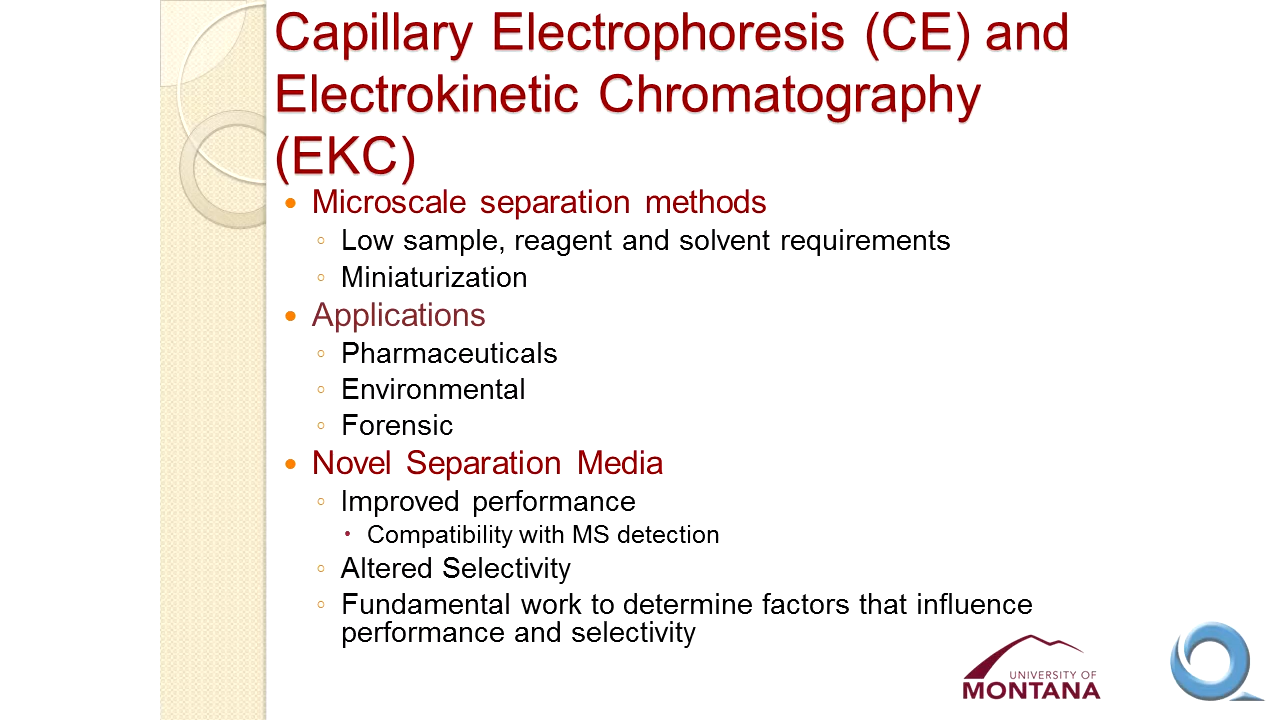 Capillary Electrophoresis (CE) and
Electrokinetic Chromatography
(EKC)
Microscale separation methods
Low sample, reagent and solvent requirements
Miniaturization
Applications
Pharmaceuticals
Environmental
Forensic
Novel Separation Media
Improved performance
Compatibility with MS detection
Altered Selectivity
Fundamental work to determine factors that influence
performance and selectivity
UNIVERSITY OF
MONTANA